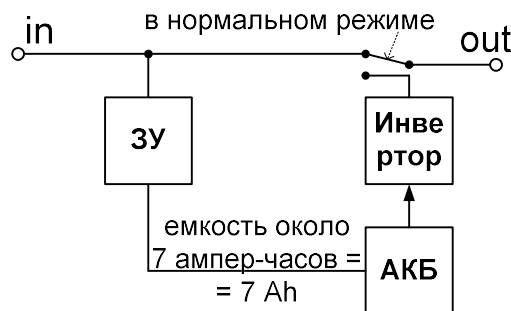 in
в нормальном режиме
out
ЗУ
Инве
ртор
емкость около
7 ампер-часов =
= 7 Ah
АКБ